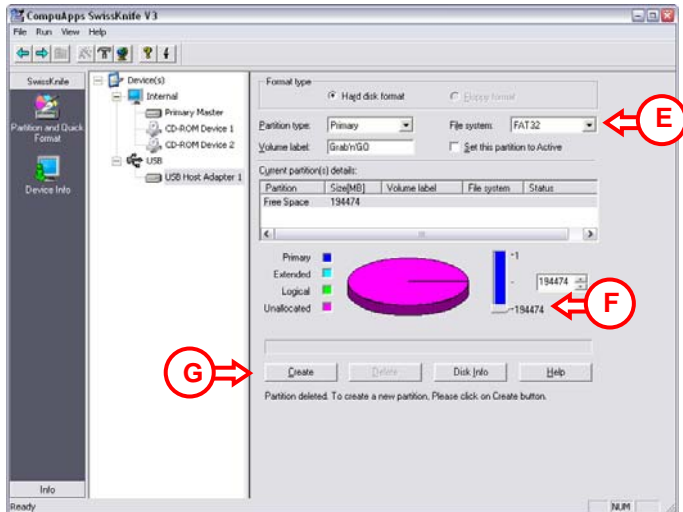 CompuApps SwissKnife V3
File Run View Help
SwissKnife
Partition and Quick
Format
Device Info
Info
Device(s)
Internal
Primary Master
CD-ROM Device 1
CD-ROM Device 2
USB
USB Host Adapter 1
Format type
Hard disk format Floppy format
Partition type: Primary File system: FAT32
E
Volume label: Grab'n'GO Set this partition to Active
Current partition(s) details:
Partition Size[MB] Volume label File system Status
Free Space 194474
Primary
Extended
Logical
Unallocated
-1
-
194474
-194474
F
G
Create Delete Disk Info Help
Partition deleted. To create a new partition, Please click on Create button.
Ready NUM